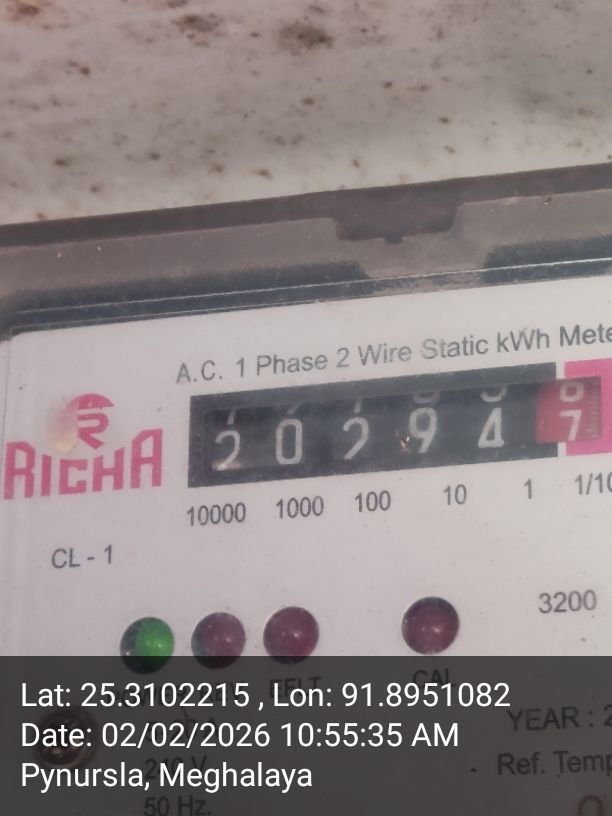 A.C. 1 Phase 2 Wire Static kWh Mete
RICHA
2 0 2 9 4 7
10000 1000 100 10 1 1/10
CL - 1
3200
EFLT CAL
Lat: 25.3102215 , Lon: 91.8951082
YEAR : 2
Date: 02/02/2026 10:55:35 AM
Ref. Temp
Pynursla, Meghalaya
50 Hz.